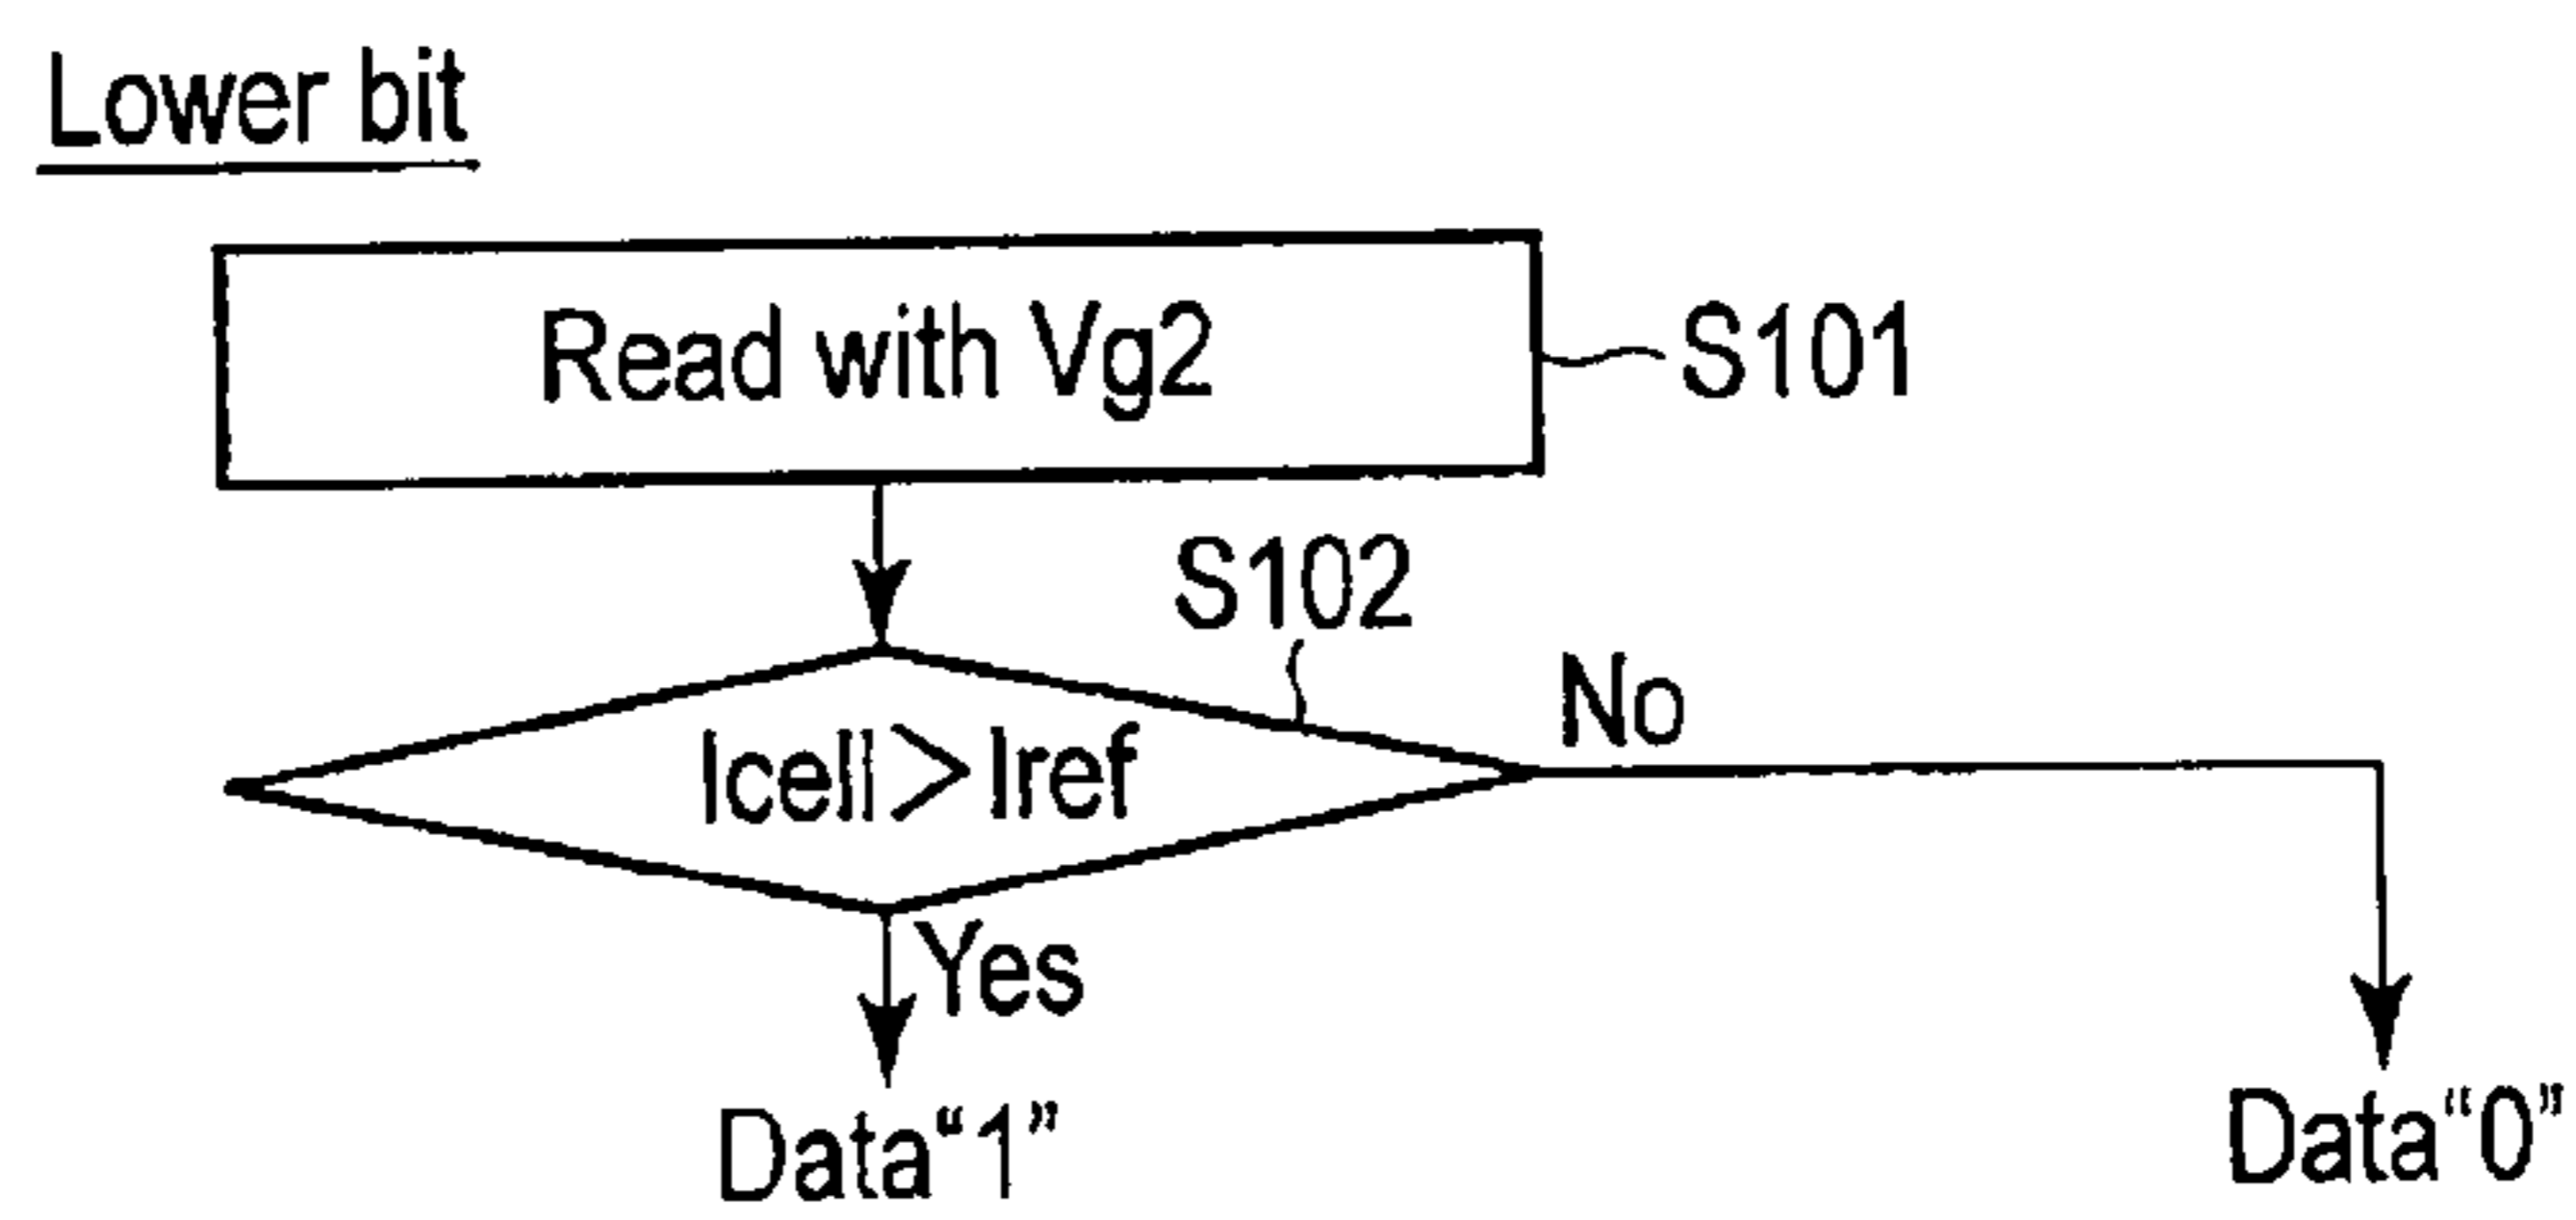 Lower bit
Read with Vg2
S101
S102
Icell>Iref
No
Yes
Data“1”
Data“0”